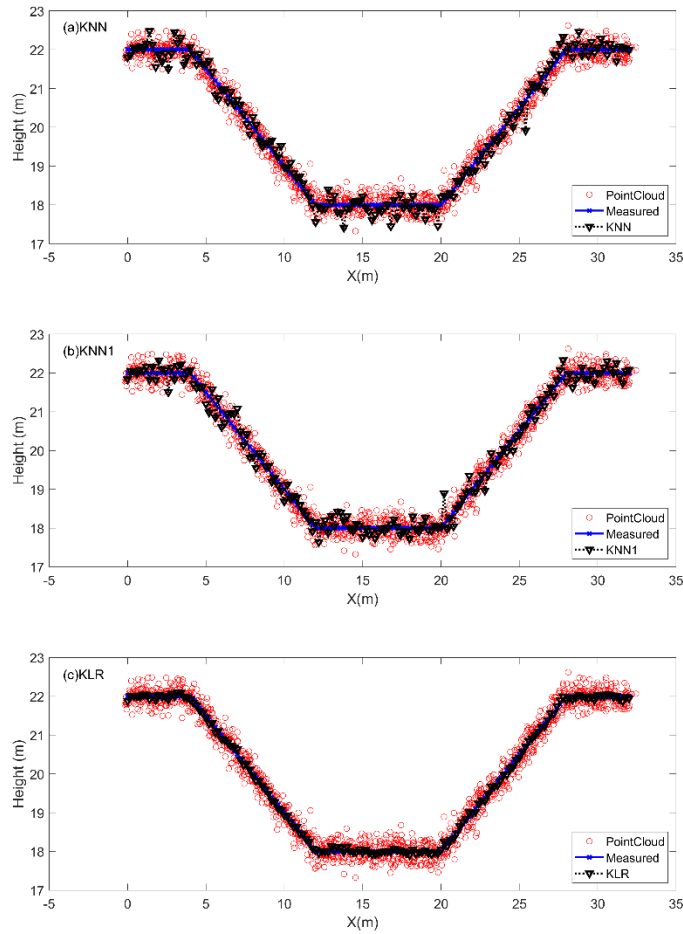 (a)KNN
23
22
21
20
19
18
17
Height (m)
-5 0 5 10 15 20 25 30 35
X(m)
PointCloud
Measured
KNN
(b)KNN1
23
22
21
20
19
18
17
Height (m)
-5 0 5 10 15 20 25 30 35
X(m)
PointCloud
Measured
KNN1
(c)KLR
23
22
21
20
19
18
17
Height (m)
-5 0 5 10 15 20 25 30 35
X(m)
PointCloud
Measured
KLR